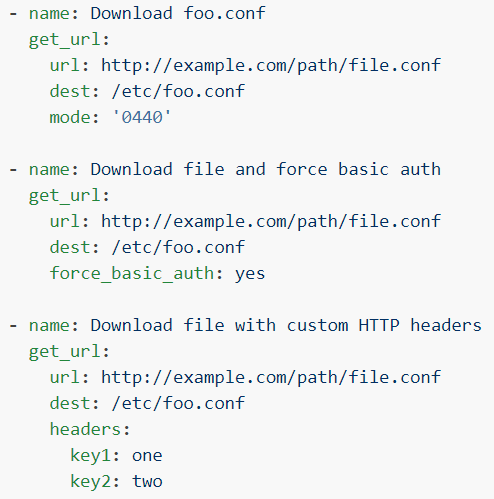 - name: Download foo.conf
  get_url:
    url: http://example.com/path/file.conf
    dest: /etc/foo.conf
    mode: '0440'

- name: Download file and force basic auth
  get_url:
    url: http://example.com/path/file.conf
    dest: /etc/foo.conf
    force_basic_auth: yes

- name: Download file with custom HTTP headers
  get_url:
    url: http://example.com/path/file.conf
    dest: /etc/foo.conf
    headers:
      key1: one
      key2: two